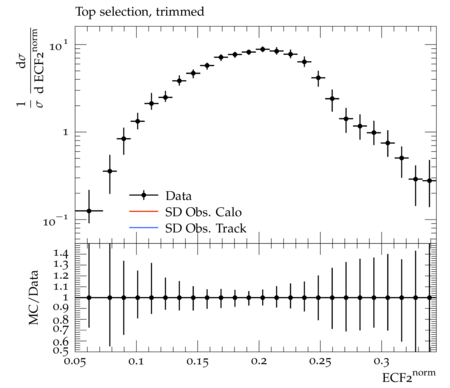 Top selection, trimmed
1/σ dσ/d ECF2^norm
10^1
1
10^−1
Data
SD Obs. Calo
SD Obs. Track
MC/Data
1.4
1.3
1.2
1.1
1
0.9
0.8
0.7
0.6
0.5
0.05 0.1 0.15 0.2 0.25 0.3
ECF2^norm